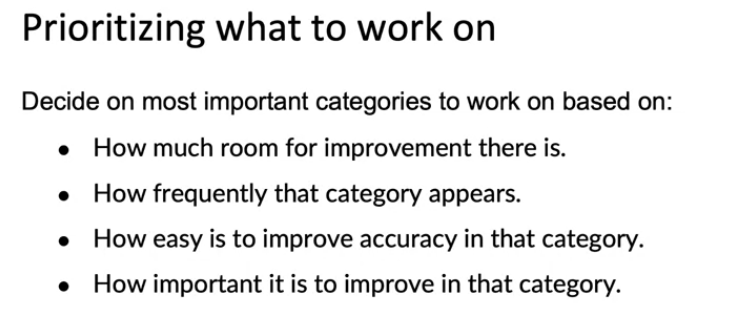 Prioritizing what to work on
Decide on most important categories to work on based on:
• How much room for improvement there is.
• How frequently that category appears.
• How easy is to improve accuracy in that category.
• How important it is to improve in that category.